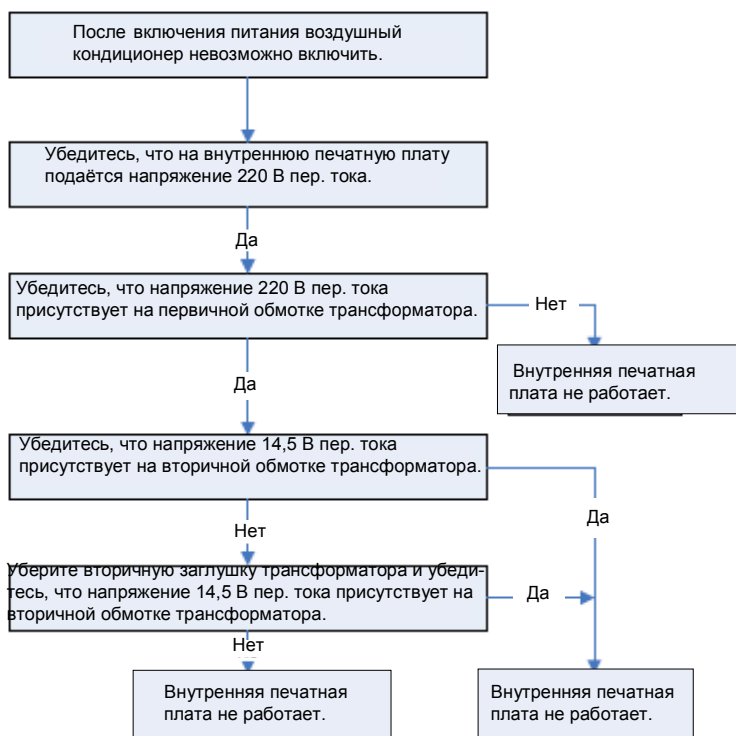 После включения питания воздушный
кондиционер невозможно включить.
Убедитесь, что на внутреннюю печатную плату
подаётся напряжение 220 В пер. тока.
Да
Убедитесь, что напряжение 220 В пер. тока
присутствует на первичной обмотке трансформатора.
Нет
Внутренняя печатная
плата не работает.
Да
Убедитесь, что напряжение 14,5 В пер. тока
присутствует на вторичной обмотке трансформатора.
Да
Нет
Уберите вторичную заглушку трансформатора и убеди-
тесь, что напряжение 14,5 В пер. тока присутствует на
вторичной обмотке трансформатора.
Да
Нет
Внутренняя печатная
плата не работает.
Внутренняя печатная
плата не работает.